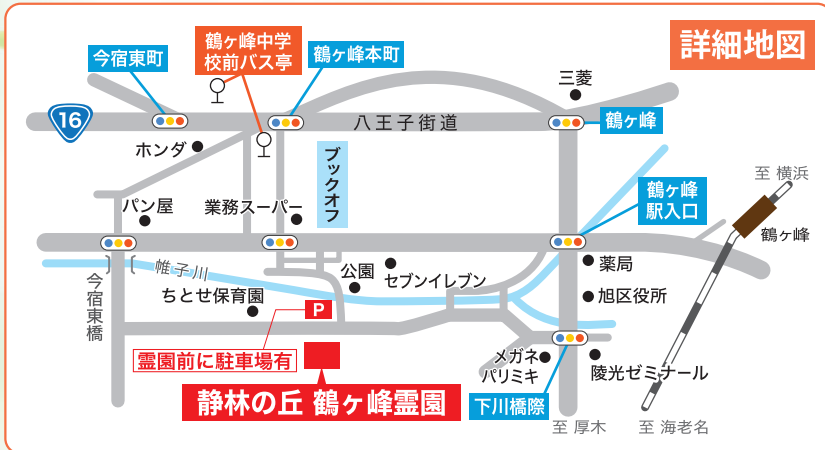 詳細地図
今宿東町
鶴ヶ峰中学
校前バス亭
鶴ヶ峰本町
三菱
16
八王子街道
鶴ヶ峰
ホンダ
ブックオフ
至 横浜
鶴ヶ峰
駅入口
パン屋
業務スーパー
鶴ヶ峰
帷子川
公園
セブンイレブン
薬局
今宿東橋
ちとせ保育園
旭区役所
P
霊園前に駐車場有
メガネ
パリミキ
陵光ゼミナール
静林の丘 鶴ヶ峰霊園
下川橋際
至 厚木
至 海老名